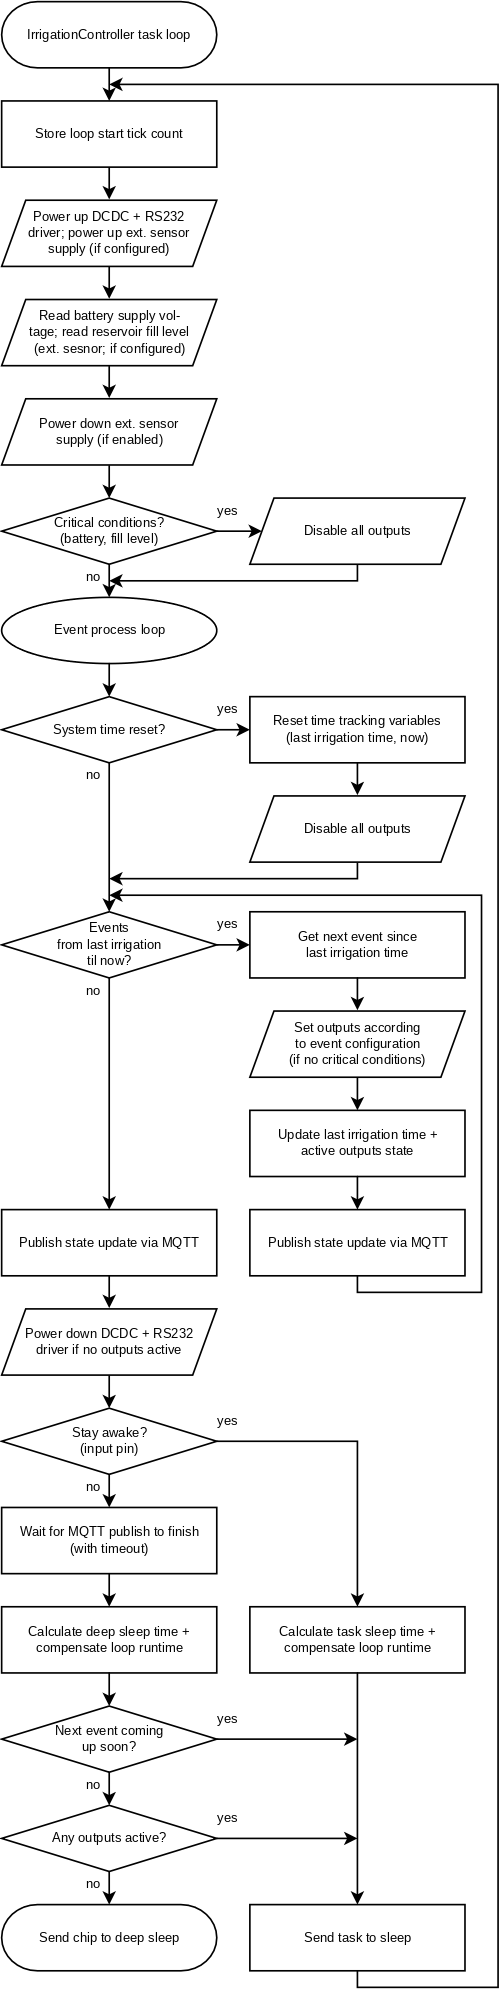 IrrigationController task loop
Store loop start tick count
Power up DCDC + RS232
driver; power up ext. sensor
supply (if configured)
Read battery supply vol-
tage; read reservoir fill level
(ext. sesnor; if configured)
Power down ext. sensor
supply (if enabled)
Critical conditions?
(battery, fill level)
yes
Disable all outputs
no
Event process loop
System time reset?
yes
Reset time tracking variables
(last irrigation time, now)
no
Disable all outputs
Events
from last irrigation
til now?
yes
Get next event since
last irrigation time
no
Set outputs according
to event configuration
(if no critical conditions)
Update last irrigation time +
active outputs state
Publish state update via MQTT
Publish state update via MQTT
Power down DCDC + RS232
driver if no outputs active
Stay awake?
(input pin)
yes
no
Wait for MQTT publish to finish
(with timeout)
Calculate deep sleep time +
compensate loop runtime
Calculate task sleep time +
compensate loop runtime
Next event coming
up soon?
yes
no
Any outputs active?
yes
no
Send chip to deep sleep
Send task to sleep